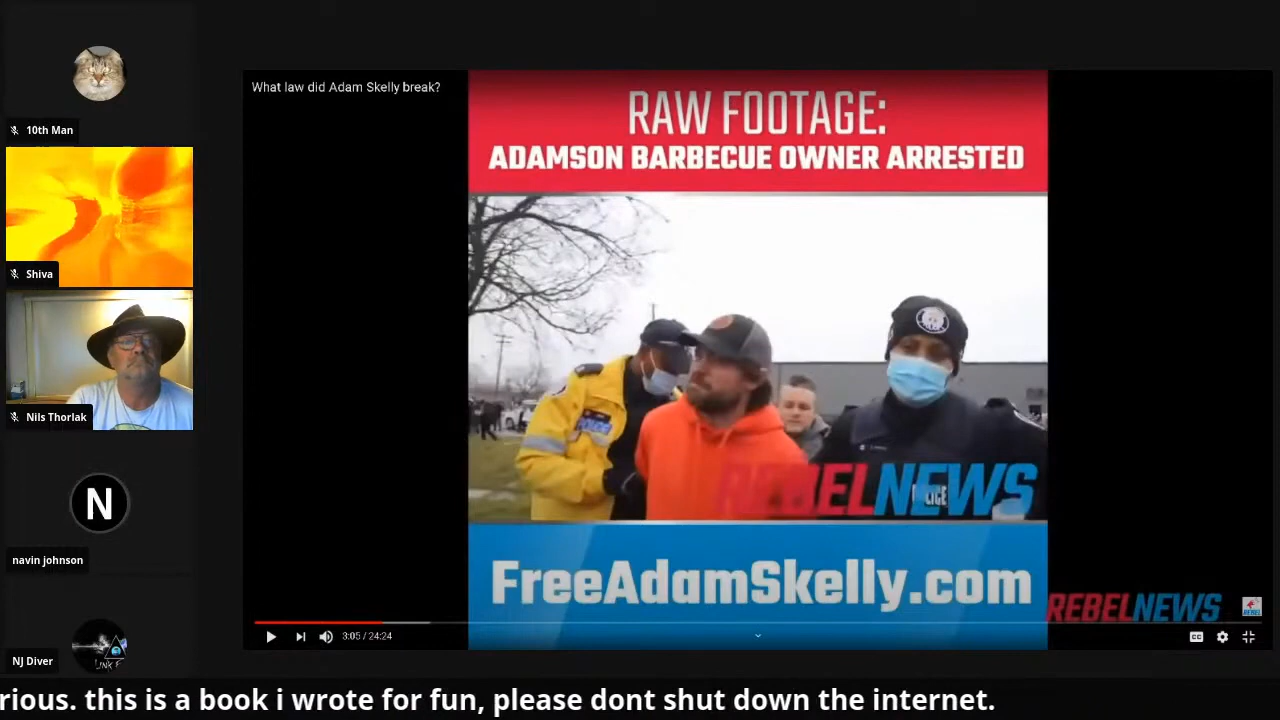 10th Man
Shiva
Nils Thorlak
N
navin johnson
NJ Diver
What law did Adam Skelly break?
RAW FOOTAGE:
ADAMSON BARBECUE OWNER ARRESTED
REBELNEWS
FreeAdamSkelly.com
REBELNEWS
3:05 / 24:24
CC
rious. this is a book i wrote for fun, please dont shut down the internet.